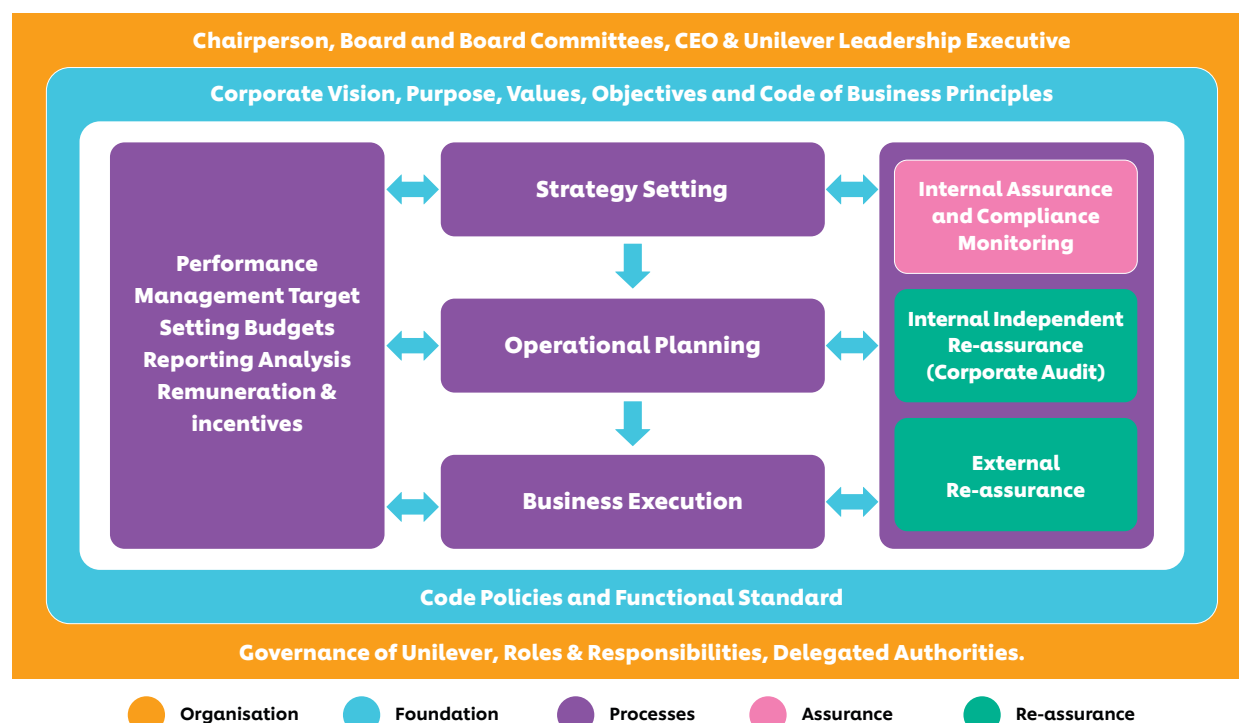 Chairperson, Board and Board Committees, CEO & Unilever Leadership Executive
Corporate Vision, Purpose, Values, Objectives and Code of Business Principles
Performance
Management Target
Setting Budgets
Reporting Analysis
Remuneration &
incentives
Strategy Setting
Operational Planning
Business Execution
Internal Assurance
and Compliance
Monitoring
Internal Independent
Re-assurance
(Corporate Audit)
External
Re-assurance
Code Policies and Functional Standard
Governance of Unilever, Roles & Responsibilities, Delegated Authorities.
Organisation
Foundation
Processes
Assurance
Re-assurance